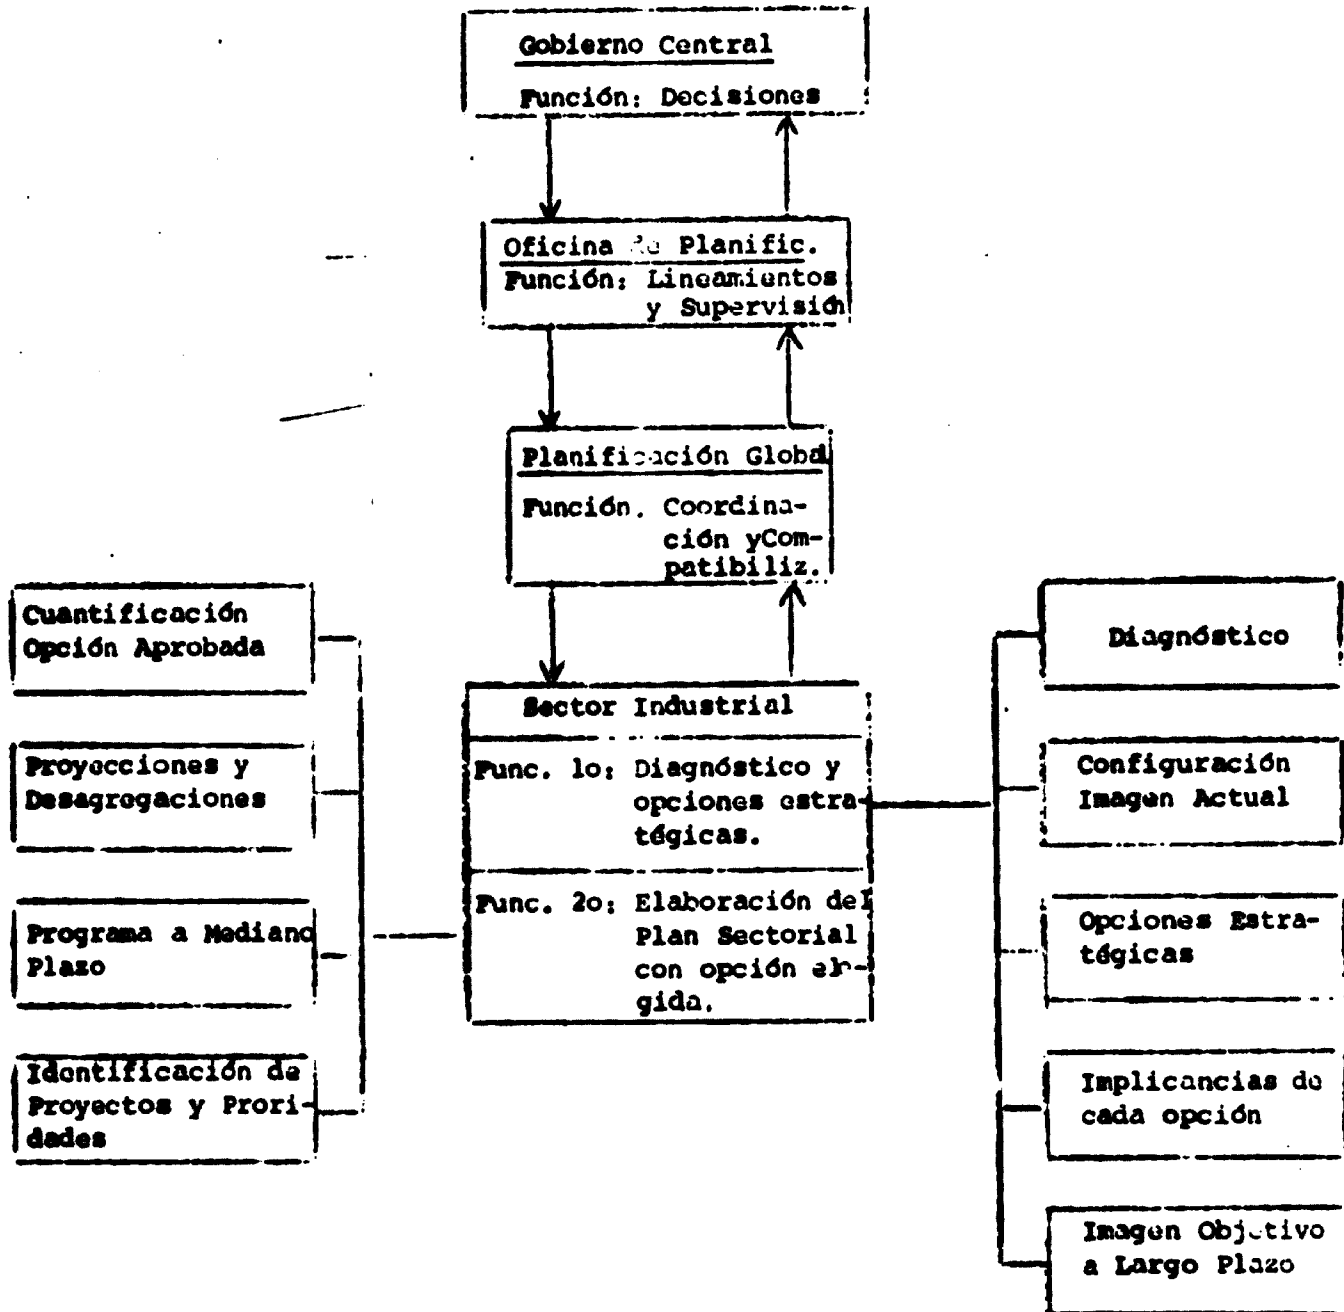 Gobierno Central
Función: Decisiones
Oficina de Planific.
Función: Lineamientos
y Supervisión
Planificación Global
Función. Coordina-
ción yCom-
patibiliz.
Sector Industrial
Func. 1o: Diagnóstico y
opciones estra-
tégicas.
Func. 2o: Elaboración del
Plan Sectorial
con opción ele-
gida.
Cuantificación
Opción Aprobada
Proyecciones y
Desagregaciones
Programa a Mediano
Plazo
Identificación de
Proyectos y Prori-
dades
Diagnóstico
Configuración
Imagen Actual
Opciones Estra-
tégicas
Implicancias de
cada opción
Imagen Objetivo
a Largo Plazo